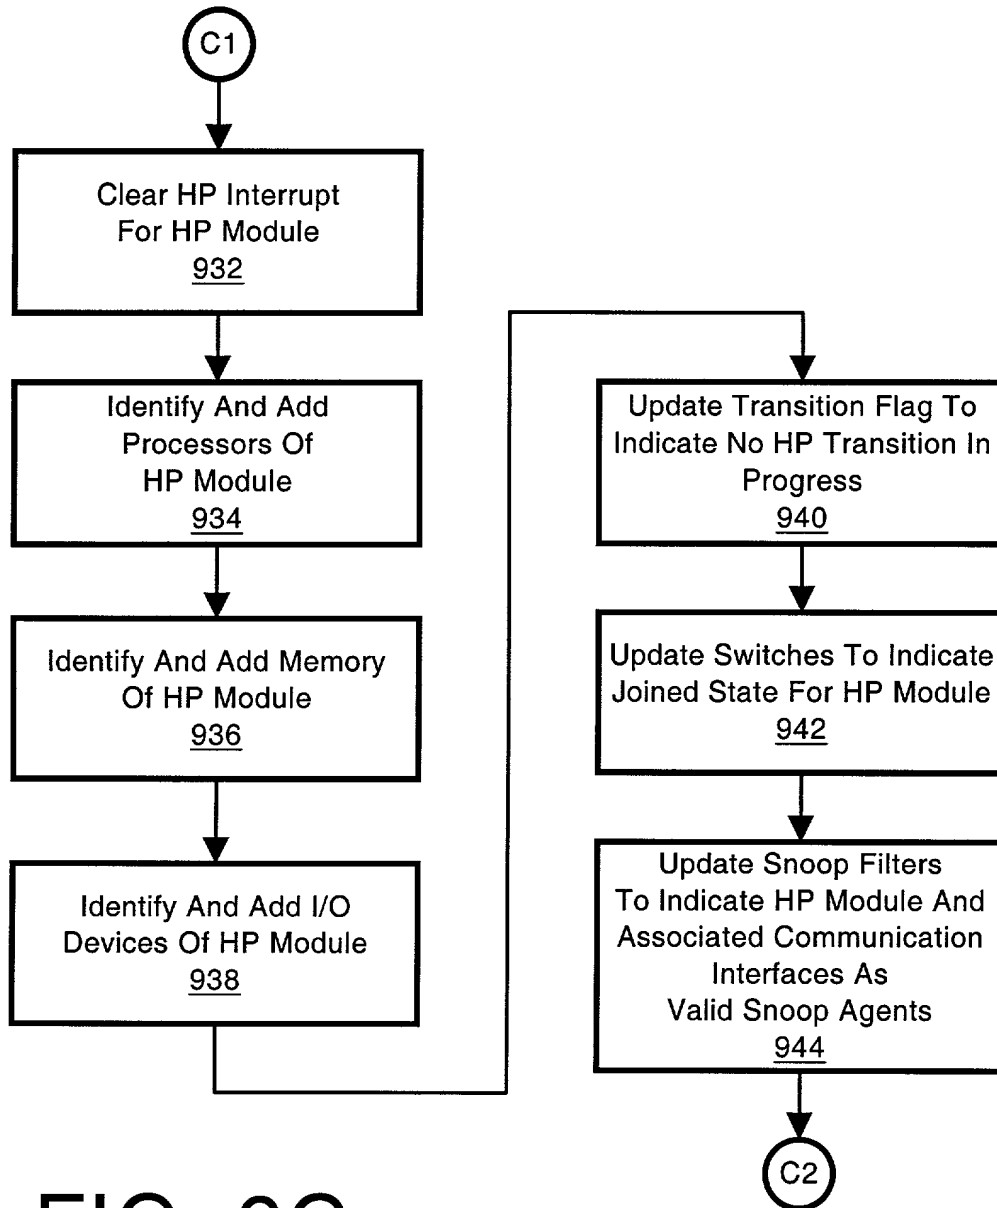 C1
Clear HP Interrupt
For HP Module
932
Identify And Add
Processors Of
HP Module
934
Identify And Add Memory
Of HP Module
936
Identify And Add I/O
Devices Of HP Module
938
Update Transition Flag To
Indicate No HP Transition In
Progress
940
Update Switches To Indicate
Joined State For HP Module
942
Update Snoop Filters
To Indicate HP Module And
Associated Communication
Interfaces As
Valid Snoop Agents
944
C2